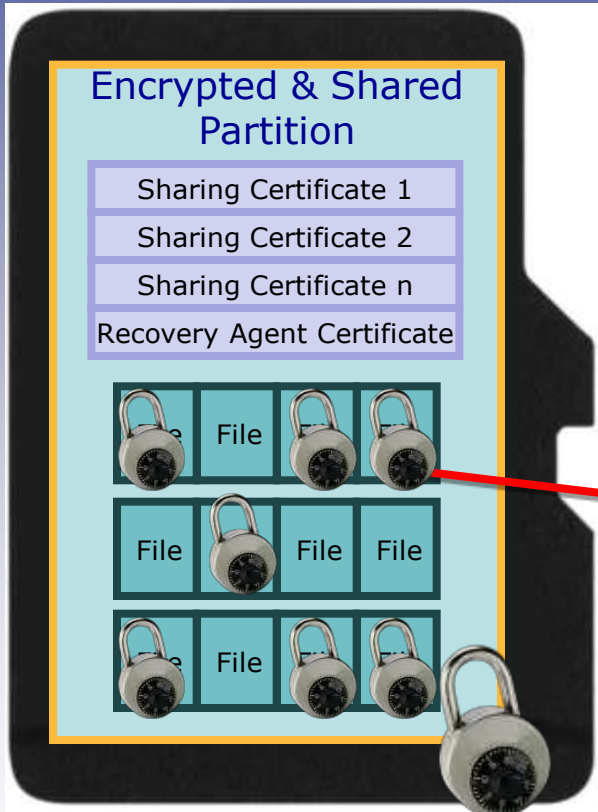 Encrypted & Shared
Partition
Sharing Certificate 1
Sharing Certificate 2
Sharing Certificate n
Recovery Agent Certificate
File
File File File
File